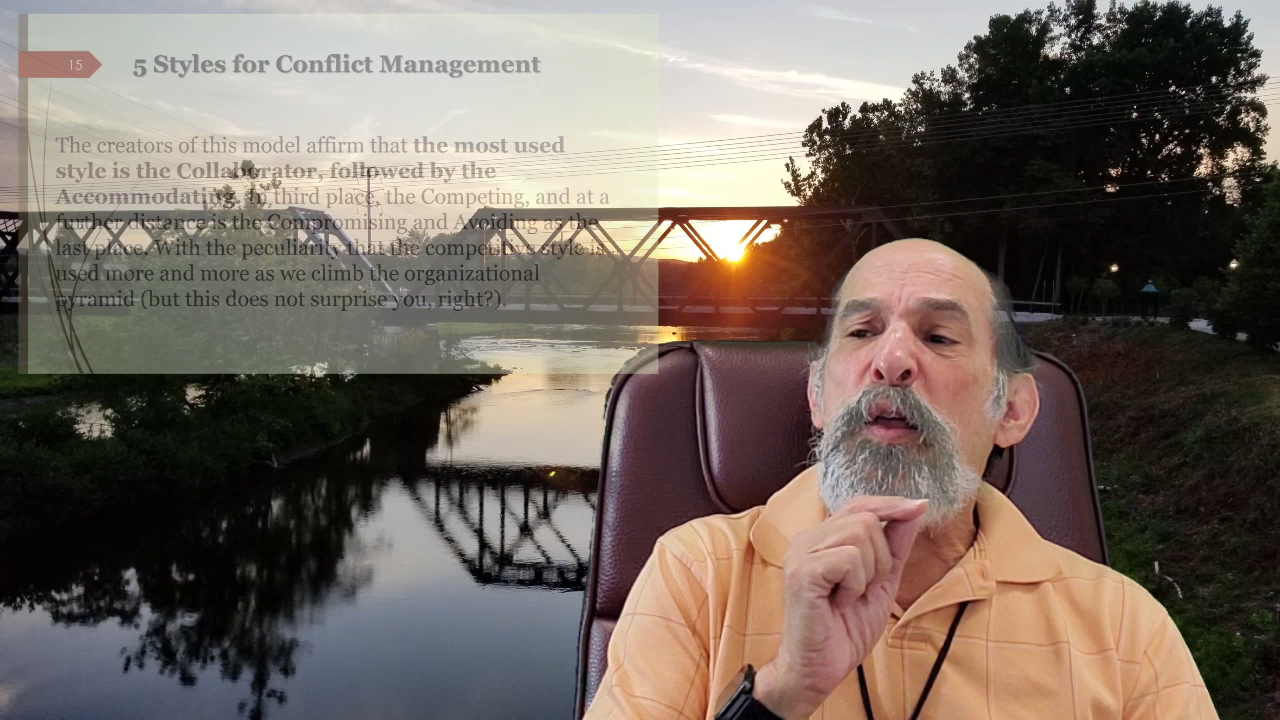 15
5 Styles for Conflict Management
The creators of this model affirm that the most used
style is the Collaborator, followed by the
Accommodating. In third place, the Competing, and at a
further distance is the Compromising and Avoiding as the
last place. With the peculiarity that the competitive style is
used more and more as we climb the organizational
pyramid (but this does not surprise you, right?).